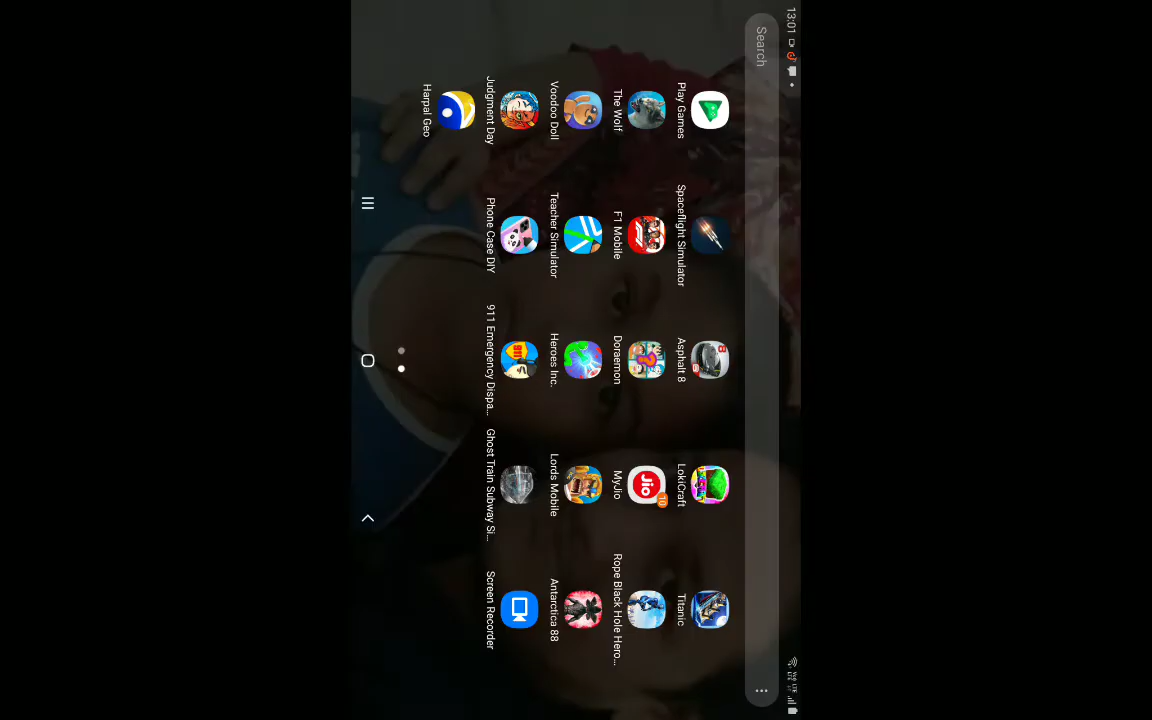 13:01
Search
Play Games
Spaceflight Simulator
Asphalt 8
LokiCraft
Titanic
The Wolf
F1 Mobile
Doraemon
MyJio
Rope Black Hole Hero...
Voodoo Doll
Teacher Simulator
Heroes Inc.
Lords Mobile
Antarctica 88
Judgment Day
Phone Case DIY
911 Emergency Dispa...
Ghost Train Subway Si...
Screen Recorder
Harpal Geo
Jio
10
911